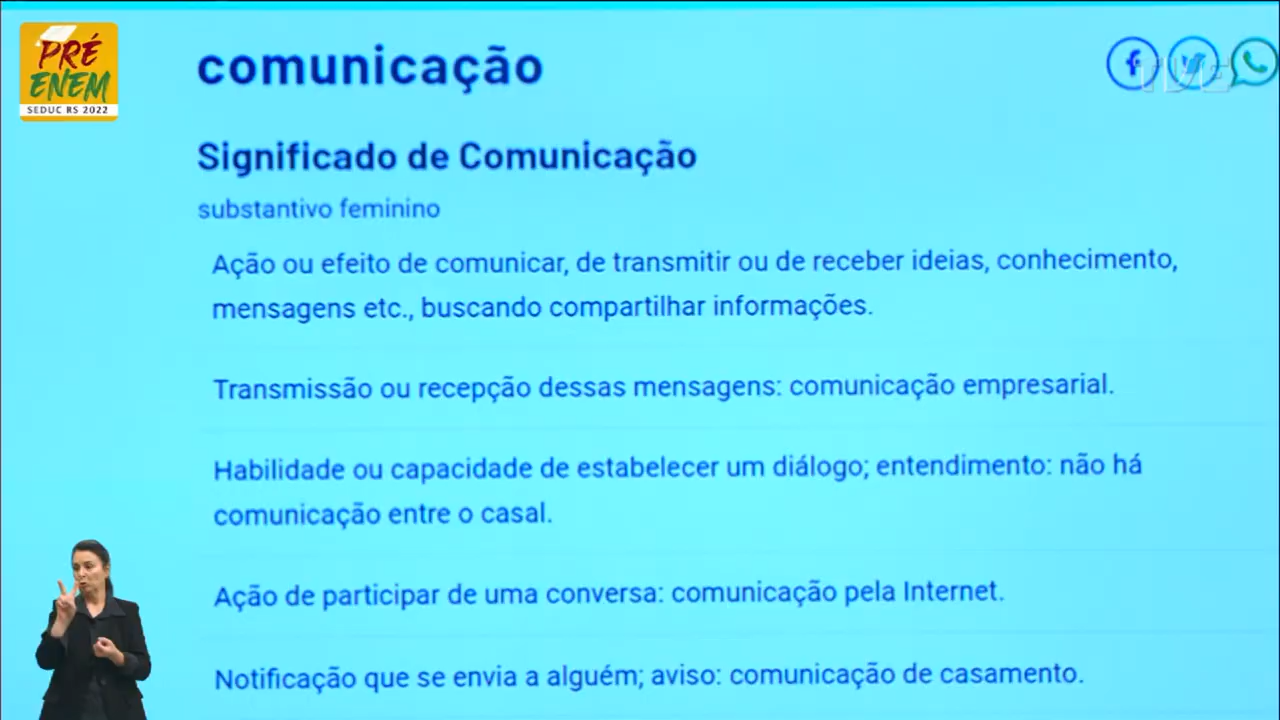 PRÉ
ENEM
SEDUC RS 2022
comunicação
tve
Significado de Comunicação
substantivo feminino
Ação ou efeito de comunicar, de transmitir ou de receber ideias, conhecimento,
mensagens etc., buscando compartilhar informações.
Transmissão ou recepção dessas mensagens: comunicação empresarial.
Habilidade ou capacidade de estabelecer um diálogo; entendimento: não há
comunicação entre o casal.
Ação de participar de uma conversa: comunicação pela Internet.
Notificação que se envia a alguém; aviso: comunicação de casamento.